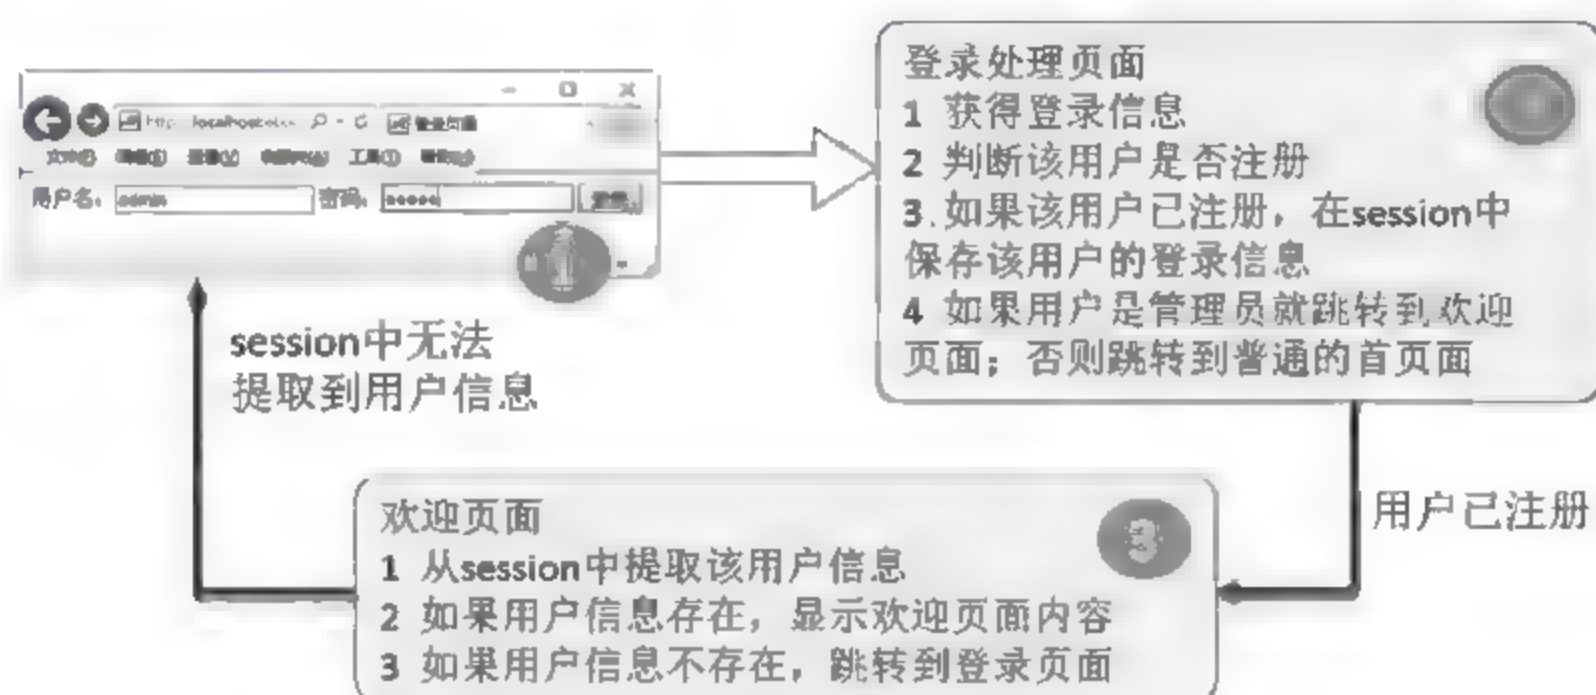 登录处理页面
1 获得登录信息
2 判断该用户是否注册
3.如果该用户已注册，在session中
保存该用户的登录信息
4 如果用户是管理员就跳转到欢迎
页面；否则跳转到普通的首页面
http localhost
用户名： admin 密码：
1
session中无法
提取到用户信息
用户已注册
欢迎页面
3
1 从session中提取该用户信息
2 如果用户信息存在，显示欢迎页面内容
3 如果用户信息不存在，跳转到登录页面